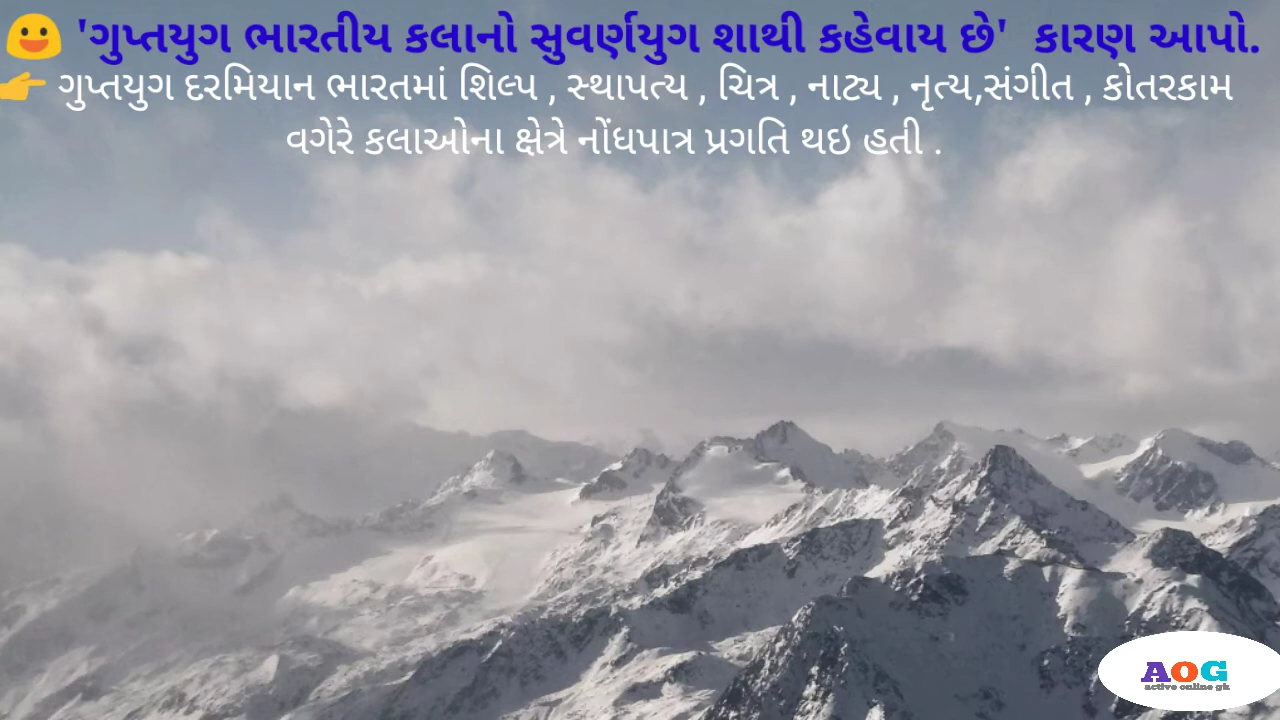 😃 'ગુપ્તયુગ ભારતીય કલાનો સુવર્ણયુગ શાથી કહેવાય છે' કારણ આપો.
👉 ગુપ્તયુગ દરમિયાન ભારતમાં શિલ્પ , સ્થાપત્ય , ચિત્ર , નાટ્ય , નૃત્ય,સંગીત , કોતરકામ
વગેરે કલાઓના ક્ષેત્રે નોંધપાત્ર પ્રગતિ થઇ હતી .
AOG
active online gk